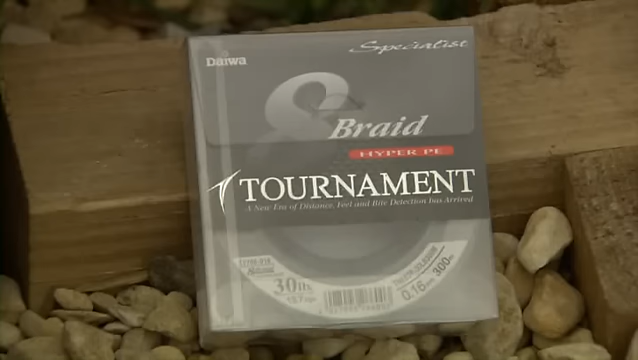 Daiwa
Specialist
8 Braid
HYPER PE
TOURNAMENT
A New Era of Distance, Feel and Bite Detection has Arrived
30lb
0.16mm 300m